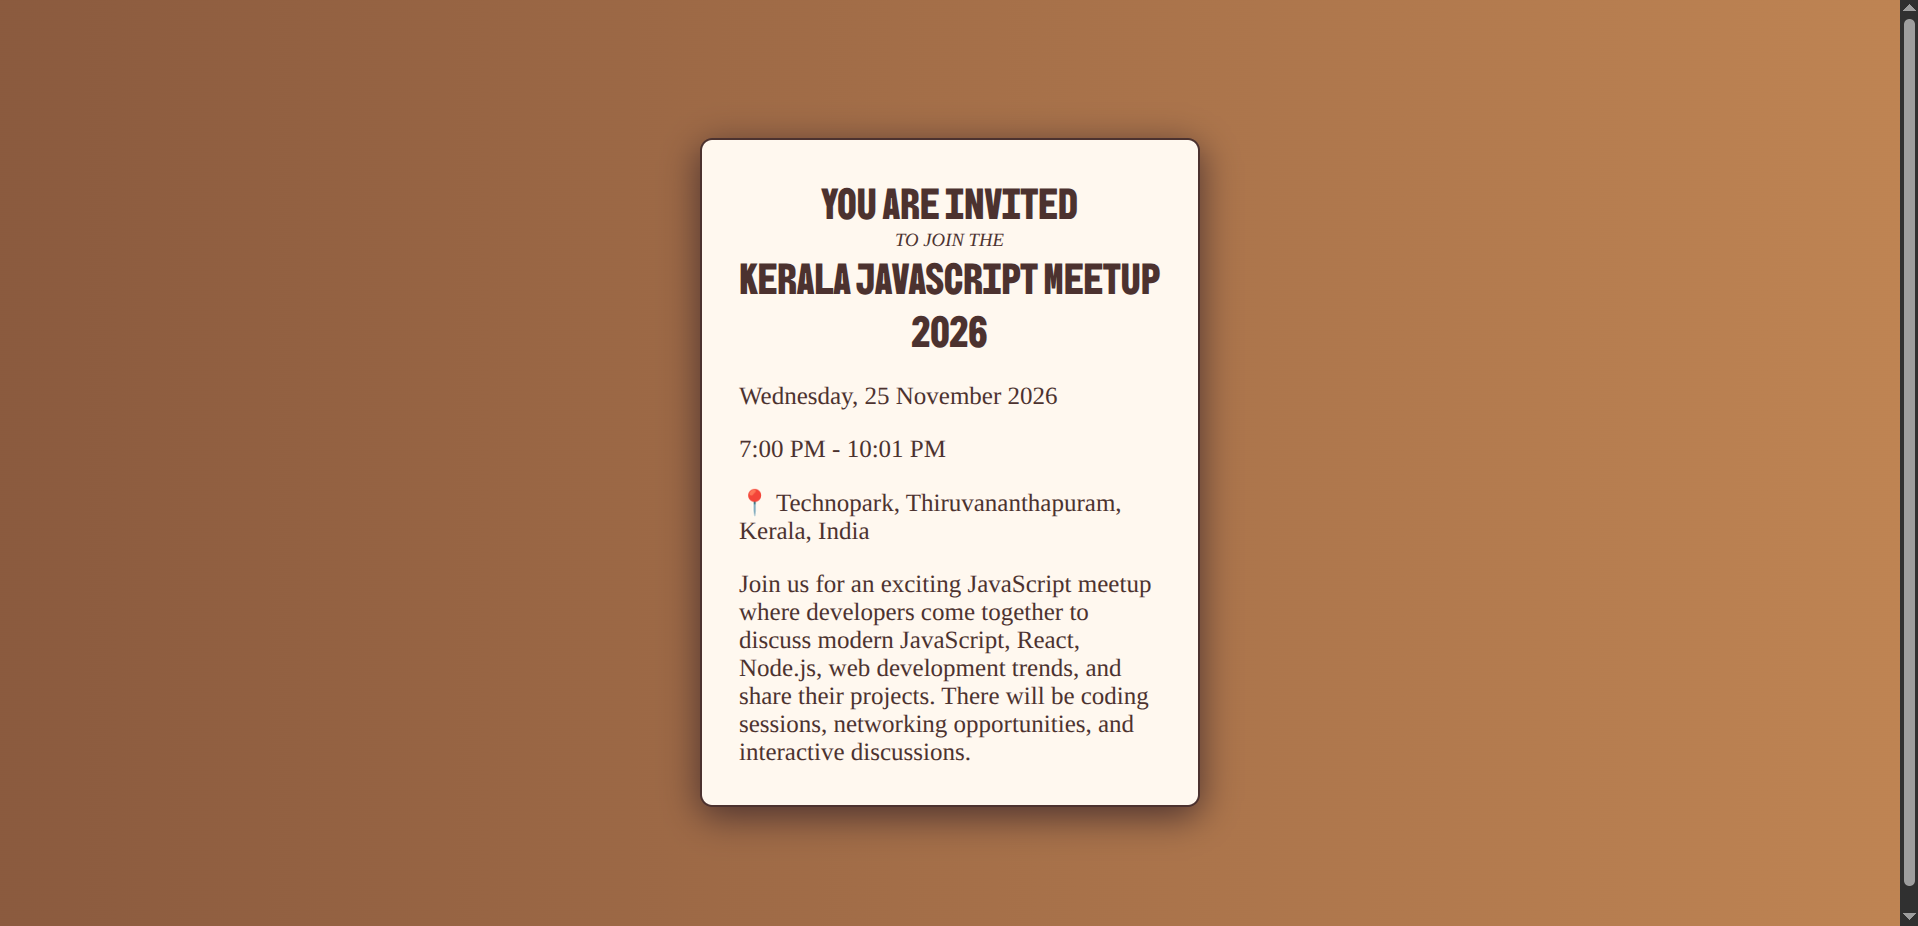 YOU ARE INVITED
TO JOIN THE
KERALA JAVASCRIPT MEETUP
2026
Wednesday, 25 November 2026
7:00 PM - 10:01 PM
📍 Technopark, Thiruvananthapuram,
Kerala, India
Join us for an exciting JavaScript meetup
where developers come together to
discuss modern JavaScript, React,
Node.js, web development trends, and
share their projects. There will be coding
sessions, networking opportunities, and
interactive discussions.